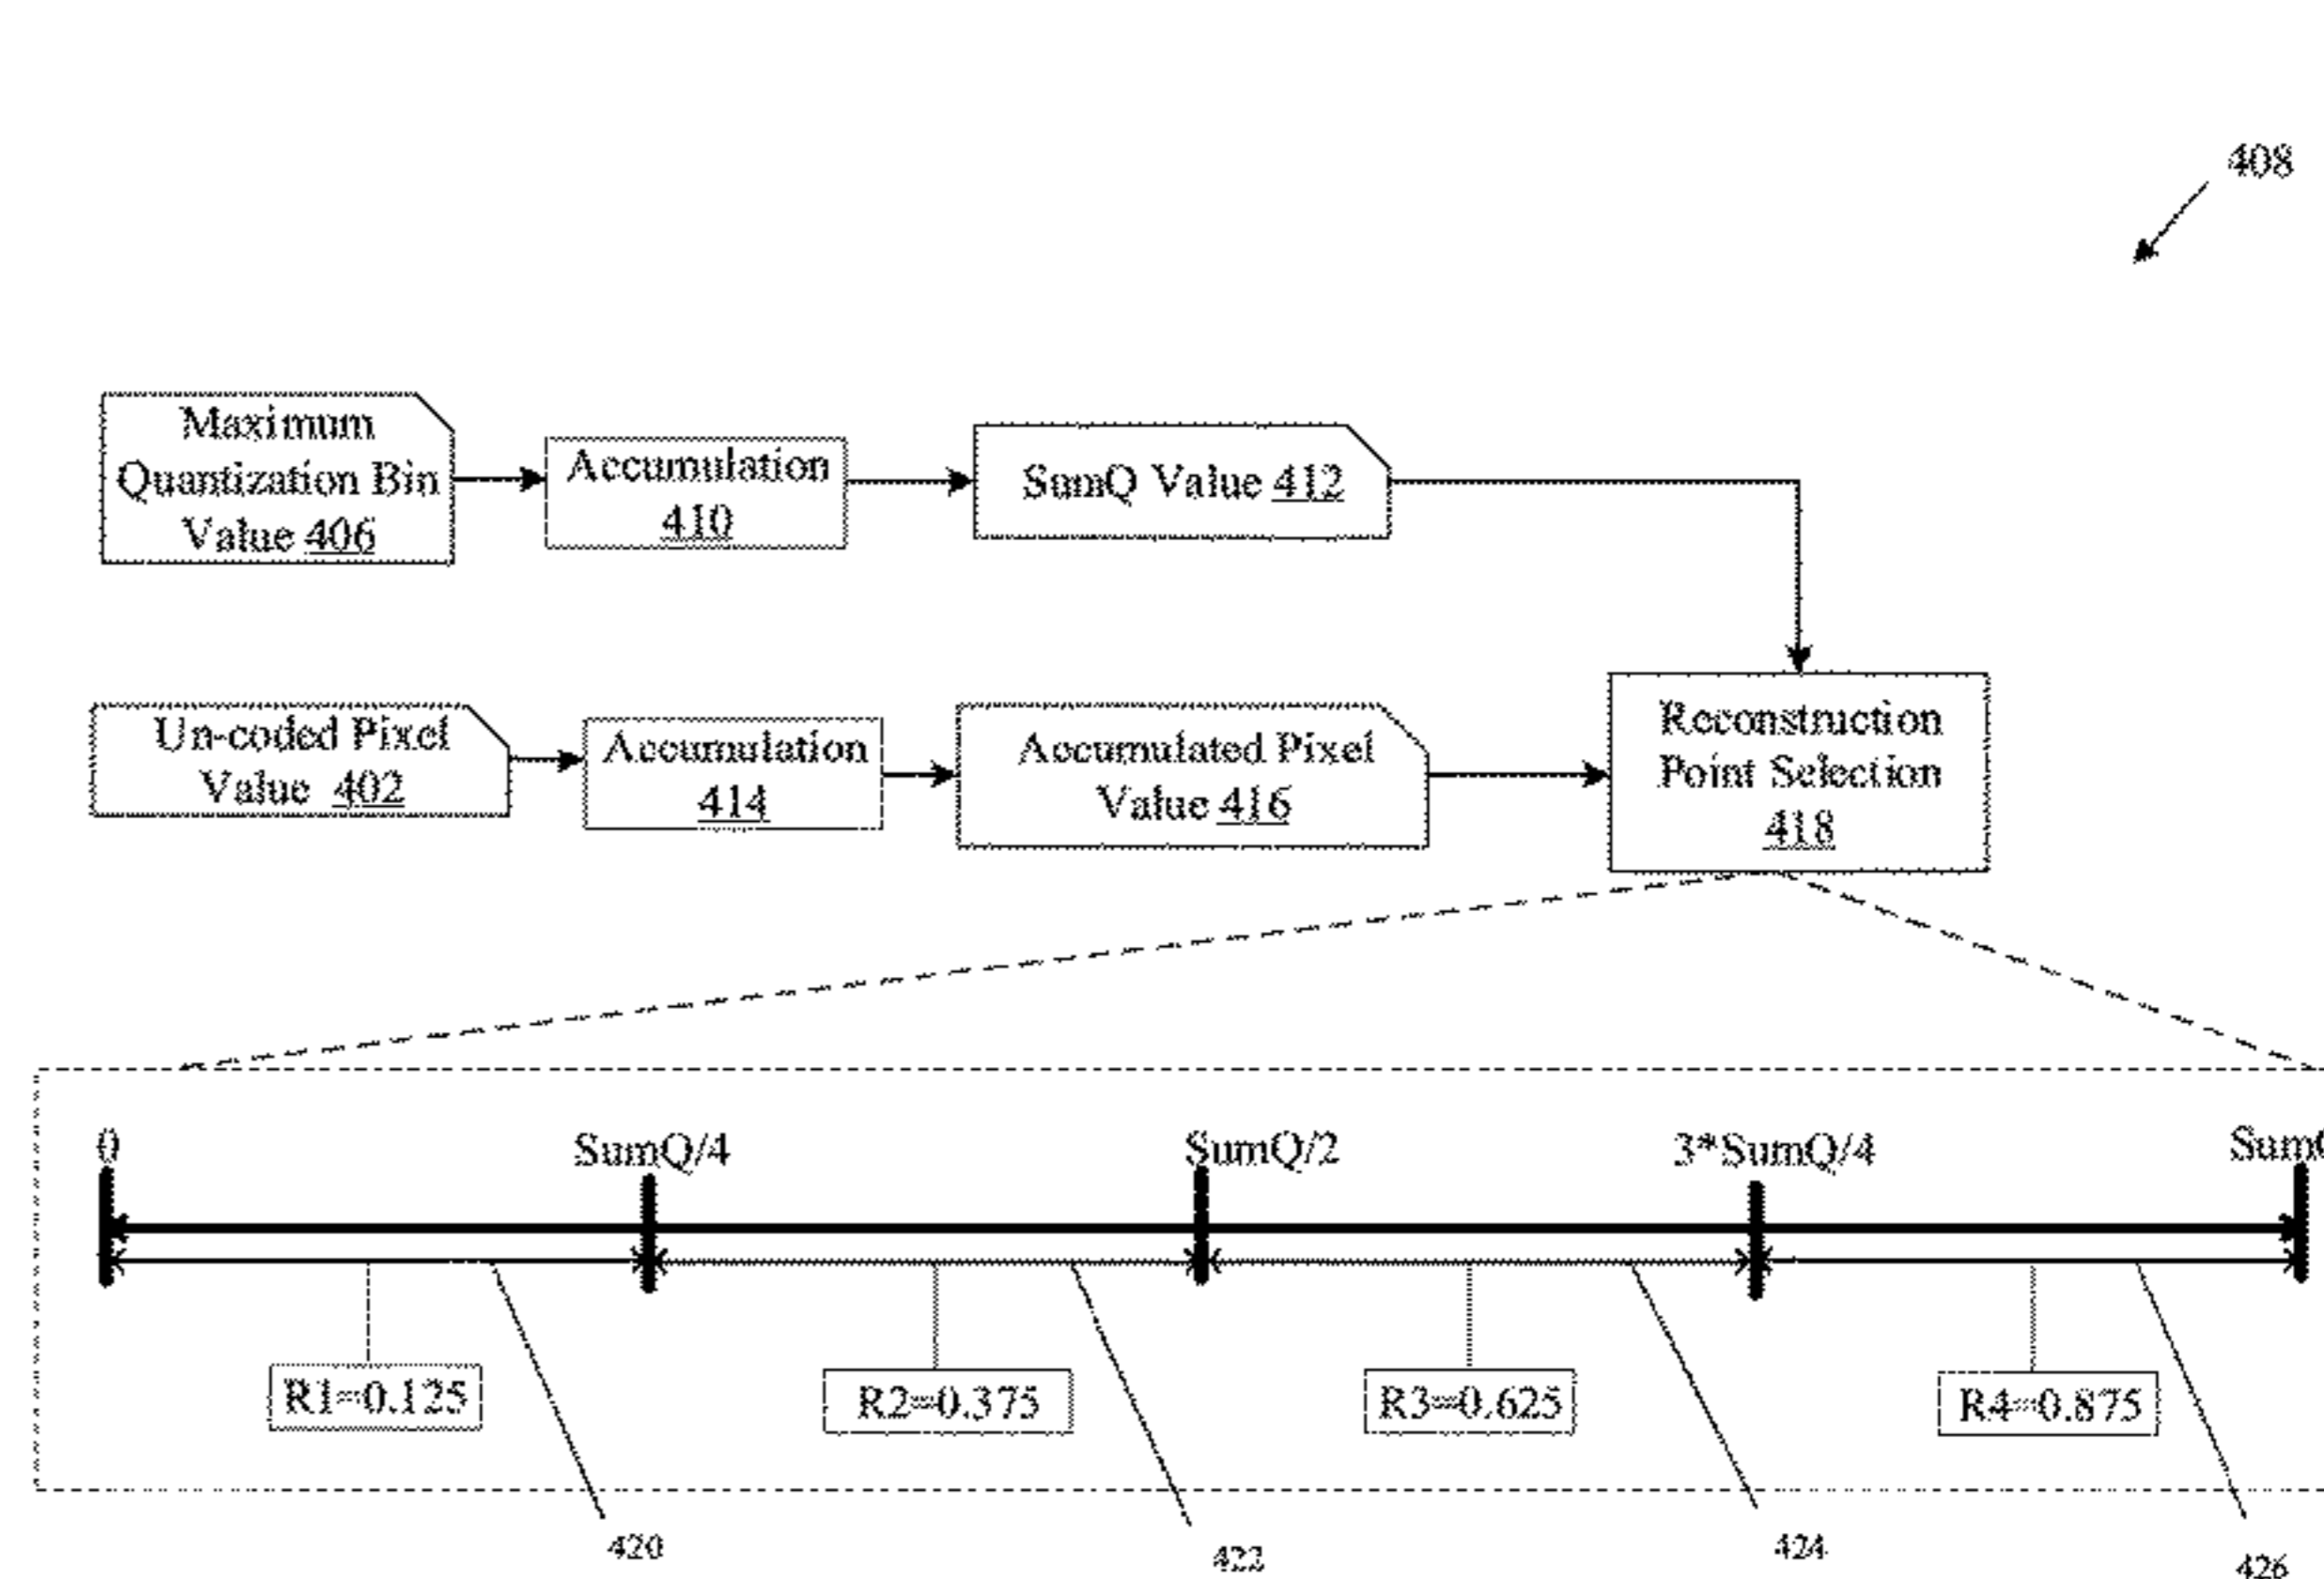 408
Maximum
Quantization Bin
Value 406
Accumulation
410
SumQ Value 412
Un-coded Pixel
Value 402
Accumulation
414
Accumulated Pixel
Value 416
Reconstruction
Point Selection
418
0
SumQ/4
SumQ/2
3*SumQ/4
SumQ
R1=0.125
R2=0.375
R3=0.625
R4=0.875
420
422
424
426